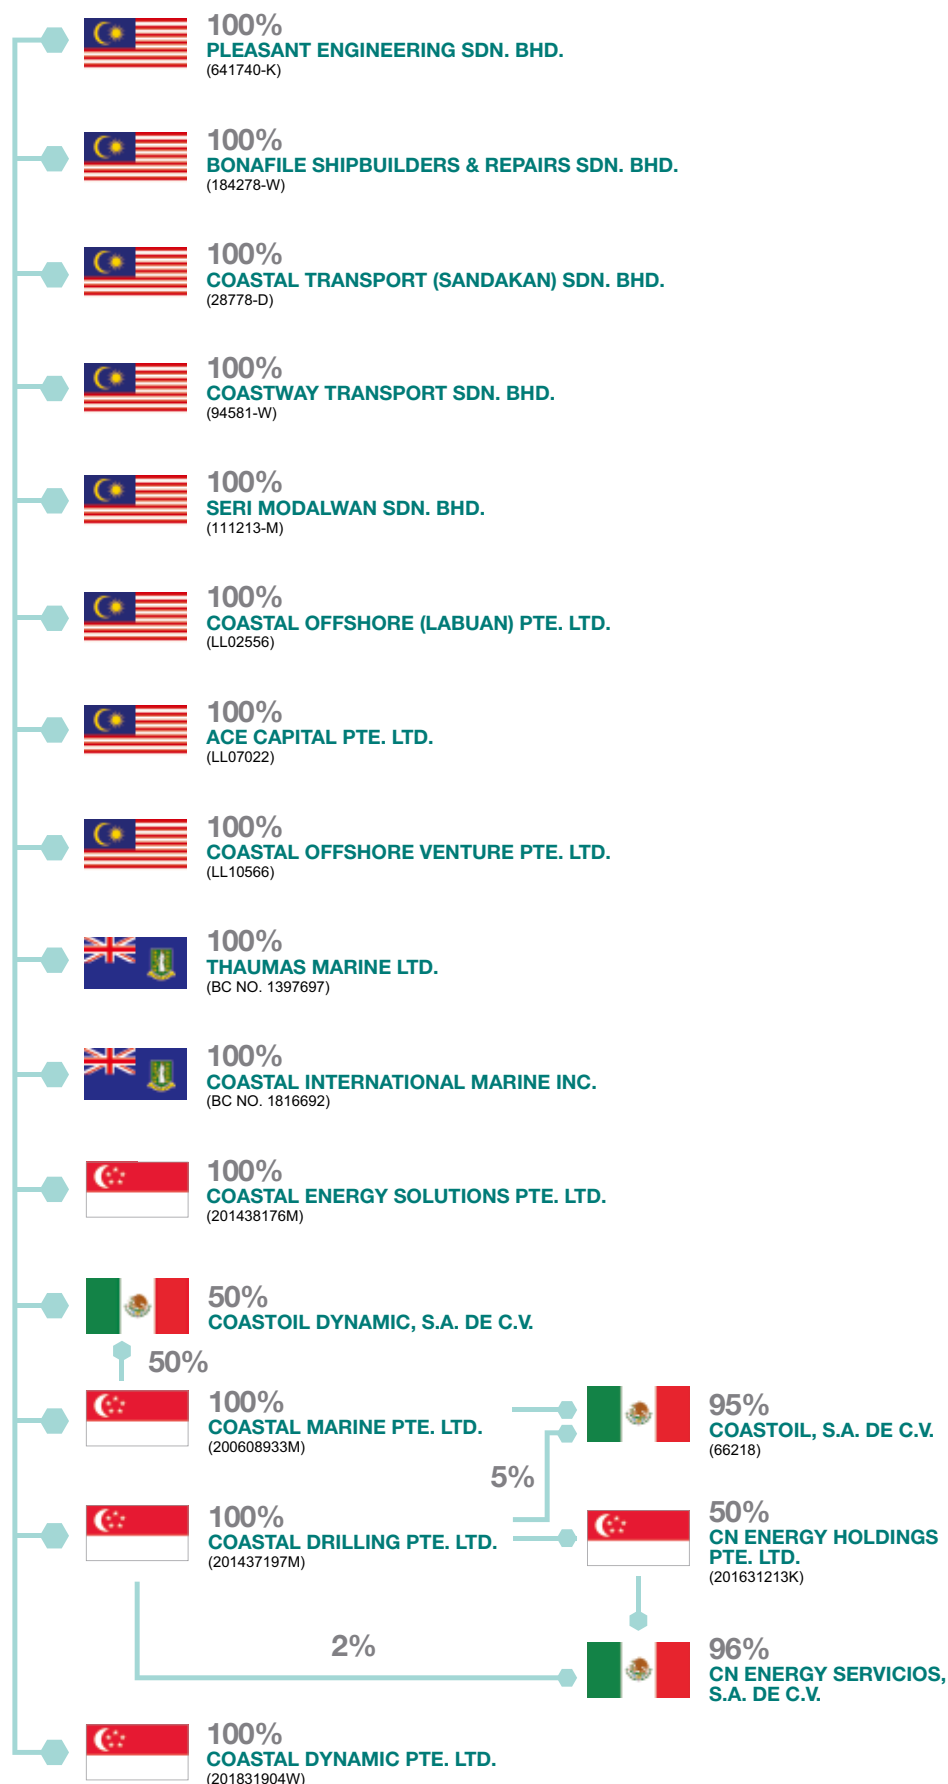 100%
PLEASANT ENGINEERING SDN. BHD.
(641740-K)
100%
BONAFILE SHIPBUILDERS & REPAIRS SDN. BHD.
(184278-W)
100%
COASTAL TRANSPORT (SANDAKAN) SDN. BHD.
(28778-D)
100%
COASTWAY TRANSPORT SDN. BHD.
(94581-W)
100%
SERI MODALWAN SDN. BHD.
(111213-M)
100%
COASTAL OFFSHORE (LABUAN) PTE. LTD.
(LL02556)
100%
ACE CAPITAL PTE. LTD.
(LL07022)
100%
COASTAL OFFSHORE VENTURE PTE. LTD.
(LL10566)
100%
THAUMAS MARINE LTD.
(BC NO. 1397697)
100%
COASTAL INTERNATIONAL MARINE INC.
(BC NO. 1816692)
100%
COASTAL ENERGY SOLUTIONS PTE. LTD.
(201438176M)
50%
COASTOIL DYNAMIC, S.A. DE C.V.
50%
100%
COASTAL MARINE PTE. LTD.
(200608933M)
95%
COASTOIL, S.A. DE C.V.
(66218)
5%
100%
COASTAL DRILLING PTE. LTD.
(201437197M)
50%
CN ENERGY HOLDINGS
PTE. LTD.
(201631213K)
2%
96%
CN ENERGY SERVICIOS,
S.A. DE C.V.
100%
COASTAL DYNAMIC PTE. LTD.
(201831904W)